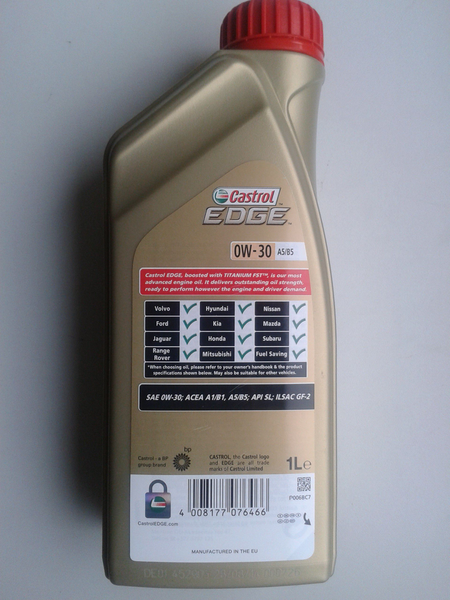 Castrol
EDGE
0W-30 A5/B5
Castrol EDGE, boosted with TITANIUM FST™, is our most
advanced engine oil. It delivers outstanding oil strength,
ready to perform however the engine and driver demand.
Volvo Hyundai Nissan
Ford Kia Mazda
Jaguar Honda Subaru
Range Rover Mitsubishi Fuel Saving
*When choosing oil, please refer to your owner's handbook & the product
specifications shown below. May also be suitable for other vehicles.
SAE 0W-30; ACEA A1/B1, A5/B5; API SL; ILSAC GF-2
bp
Castrol - a BP
group brand
CASTROL, the Castrol logo
and EDGE are all trade
marks of Castrol Limited
1L℮
P0068CT
4 008177 076466
CastrolEDGE.com
MANUFACTURED IN THE EU